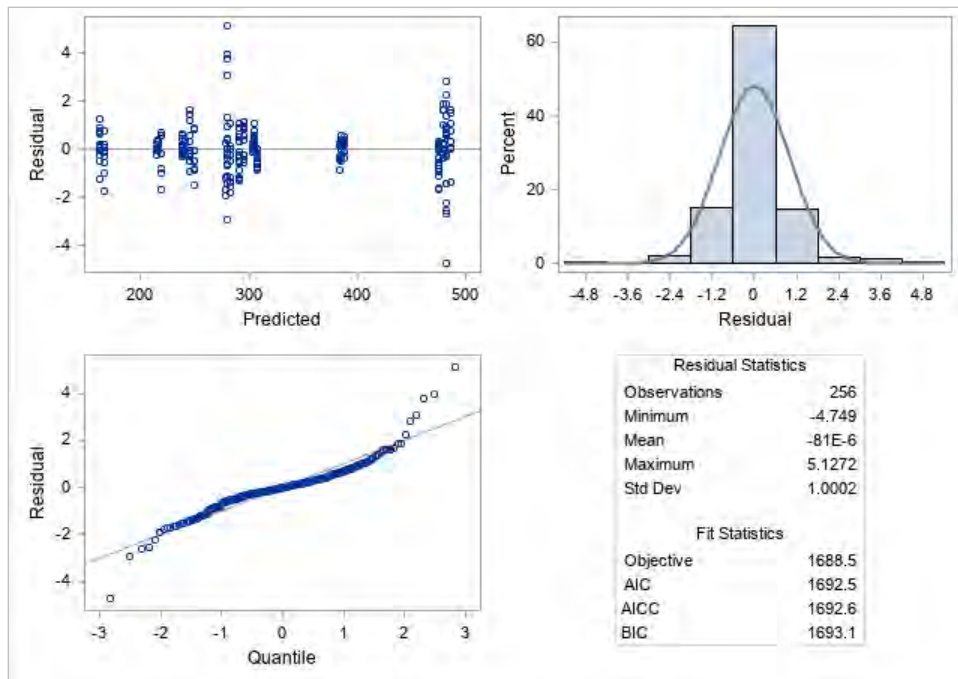 4
2
0
-2
-4
Residual
200
300
400
500
Predicted
60
40
20
0
Percent
-4.8 -3.6 -2.4 -1.2 0 1.2 2.4 3.6 4.8
Residual
4
2
0
-2
-4
Residual
-3 -2 -1 0 1 2 3
Quantile
Residual Statistics
Observations 256
Minimum -4.749
Mean -81E-6
Maximum 5.1272
Std Dev 1.0002
Fit Statistics
Objective 1688.5
AIC 1692.5
AICC 1692.6
BIC 1693.1